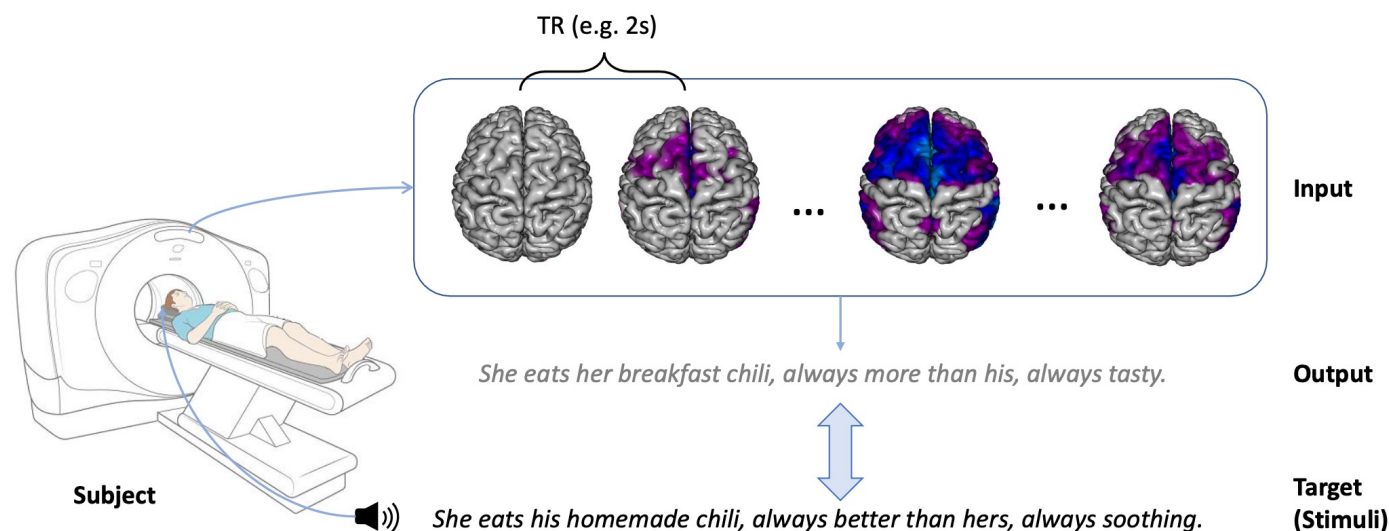 TR (e.g. 2s)
... ...
Input
She eats her breakfast chili, always more than his, always tasty.
Output
Subject
She eats his homemade chili, always better than hers, always soothing.
Target
(Stimuli)